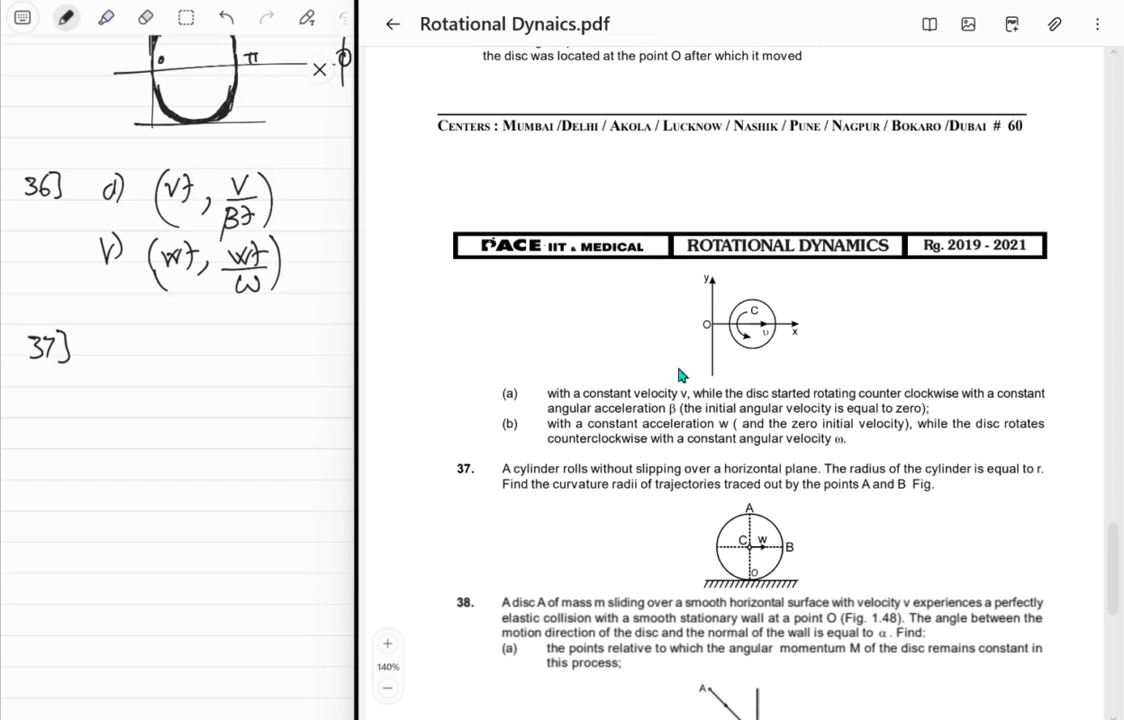 Rotational Dynaics.pdf
o
π
x
36] d) (vt, v/βt)
v) (wt, wt/ω)
37]
the disc was located at the point O after which it moved
CENTERS : MUMBAI /DELHI / AKOLA / LUCKNOW / NASHIK / PUNE / NAGPUR / BOKARO /DUBAI # 60
PACE IIT & MEDICAL ROTATIONAL DYNAMICS Rg. 2019 - 2021
y
C
O
υ
x
(a) with a constant velocity v, while the disc started rotating counter clockwise with a constant
angular acceleration β (the initial angular velocity is equal to zero);
(b) with a constant acceleration w ( and the zero initial velocity), while the disc rotates
counterclockwise with a constant angular velocity ω.
37. A cylinder rolls without slipping over a horizontal plane. The radius of the cylinder is equal to r.
Find the curvature radii of trajectories traced out by the points A and B Fig.
A
C w
B
O
38. A disc A of mass m sliding over a smooth horizontal surface with velocity v experiences a perfectly
elastic collision with a smooth stationary wall at a point O (Fig. 1.48). The angle between the
motion direction of the disc and the normal of the wall is equal to α . Find:
(a) the points relative to which the angular momentum M of the disc remains constant in
this process;
140%
A